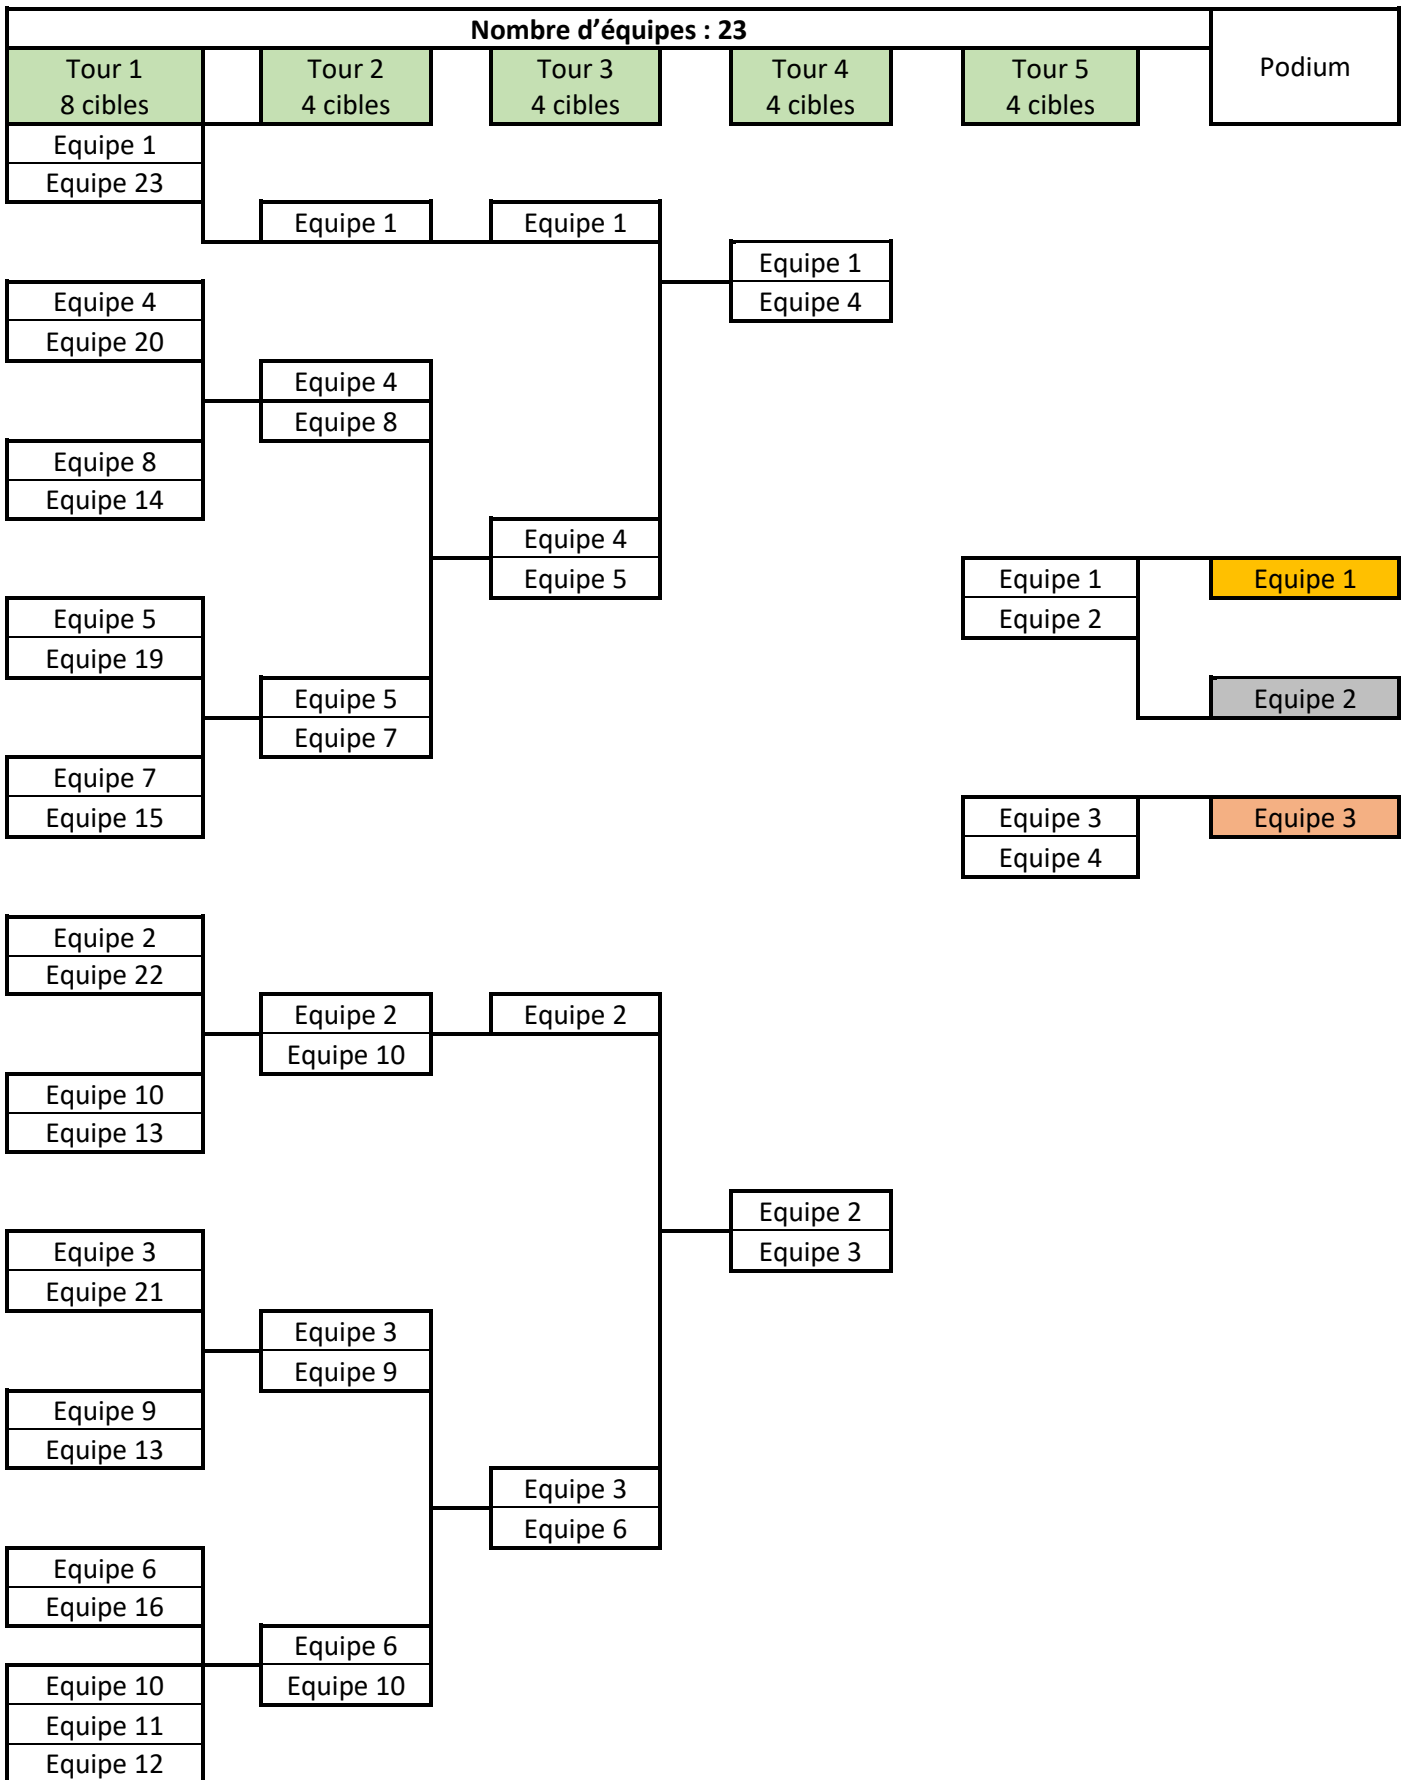 Nombre d’équipes : 23
Podium
Tour 1
8 cibles
Tour 2
4 cibles
Tour 3
4 cibles
Tour 4
4 cibles
Tour 5
4 cibles
Equipe 1
Equipe 23
Equipe 4
Equipe 20
Equipe 8
Equipe 14
Equipe 5
Equipe 19
Equipe 7
Equipe 15
Equipe 2
Equipe 22
Equipe 10
Equipe 13
Equipe 3
Equipe 21
Equipe 9
Equipe 13
Equipe 6
Equipe 16
Equipe 10
Equipe 11
Equipe 12
Equipe 1
Equipe 4
Equipe 8
Equipe 5
Equipe 7
Equipe 2
Equipe 10
Equipe 3
Equipe 9
Equipe 6
Equipe 10
Equipe 1
Equipe 4
Equipe 5
Equipe 2
Equipe 3
Equipe 6
Equipe 1
Equipe 4
Equipe 2
Equipe 3
Equipe 1
Equipe 2
Equipe 3
Equipe 4
Equipe 1
Equipe 2
Equipe 3